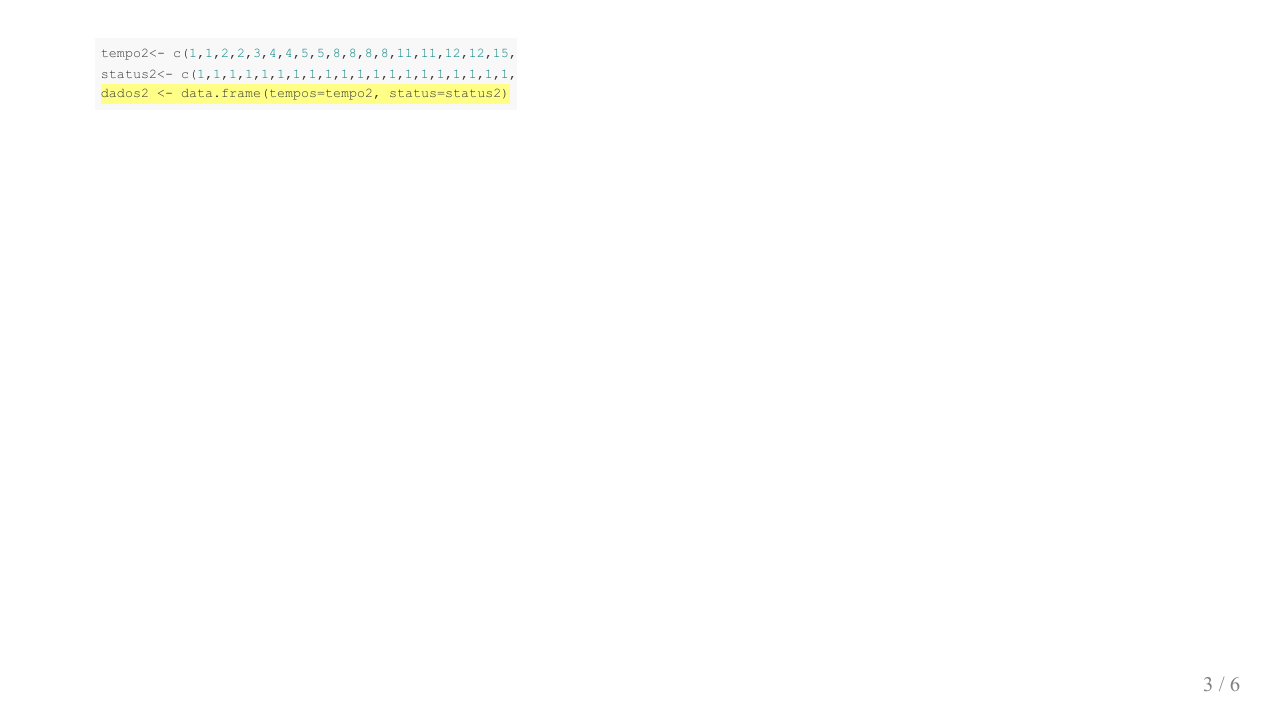 tempo2<- c(1,1,2,2,3,4,4,5,5,8,8,8,8,11,11,12,12,15,
status2<- c(1,1,1,1,1,1,1,1,1,1,1,1,1,1,1,1,1,1,1,1,
dados2 <- data.frame(tempos=tempo2, status=status2)
3 / 6